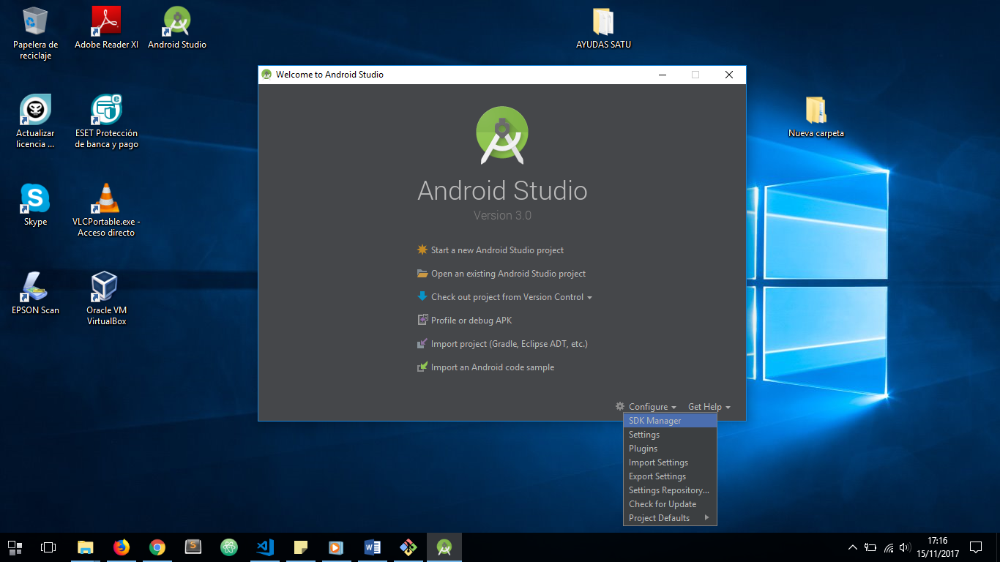 Papelera de
reciclaje
Adobe Reader XI
Android Studio
AYUDAS SATU
Nueva carpeta
Actualizar
licencia ...
ESET Protección
de banca y pago
Skype
VLCPortable.exe -
Acceso directo
EPSON Scan
Oracle VM
VirtualBox
Welcome to Android Studio
Android Studio
Version 3.0
Start a new Android Studio project
Open an existing Android Studio project
Check out project from Version Control
Profile or debug APK
Import project (Gradle, Eclipse ADT, etc.)
Import an Android code sample
Configure
Get Help
SDK Manager
Settings
Plugins
Import Settings
Export Settings
Settings Repository...
Check for Update
Project Defaults
17:16
15/11/2017